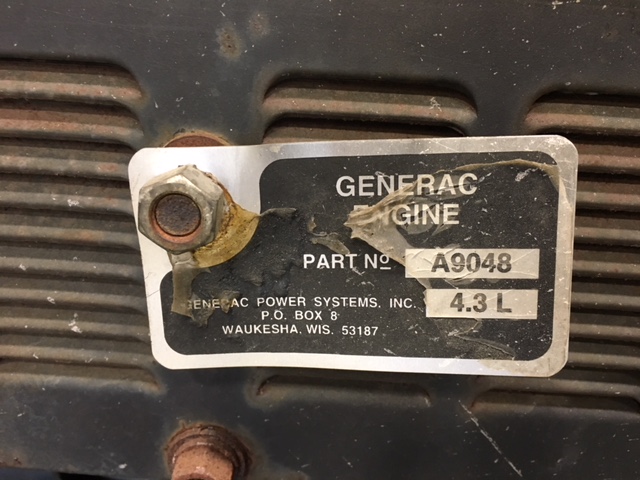 GENERAC
ENGINE
PART Nº A9048
GENERAC POWER SYSTEMS, INC. 4.3 L
P.O. BOX 8
WAUKESHA, WIS. 53187